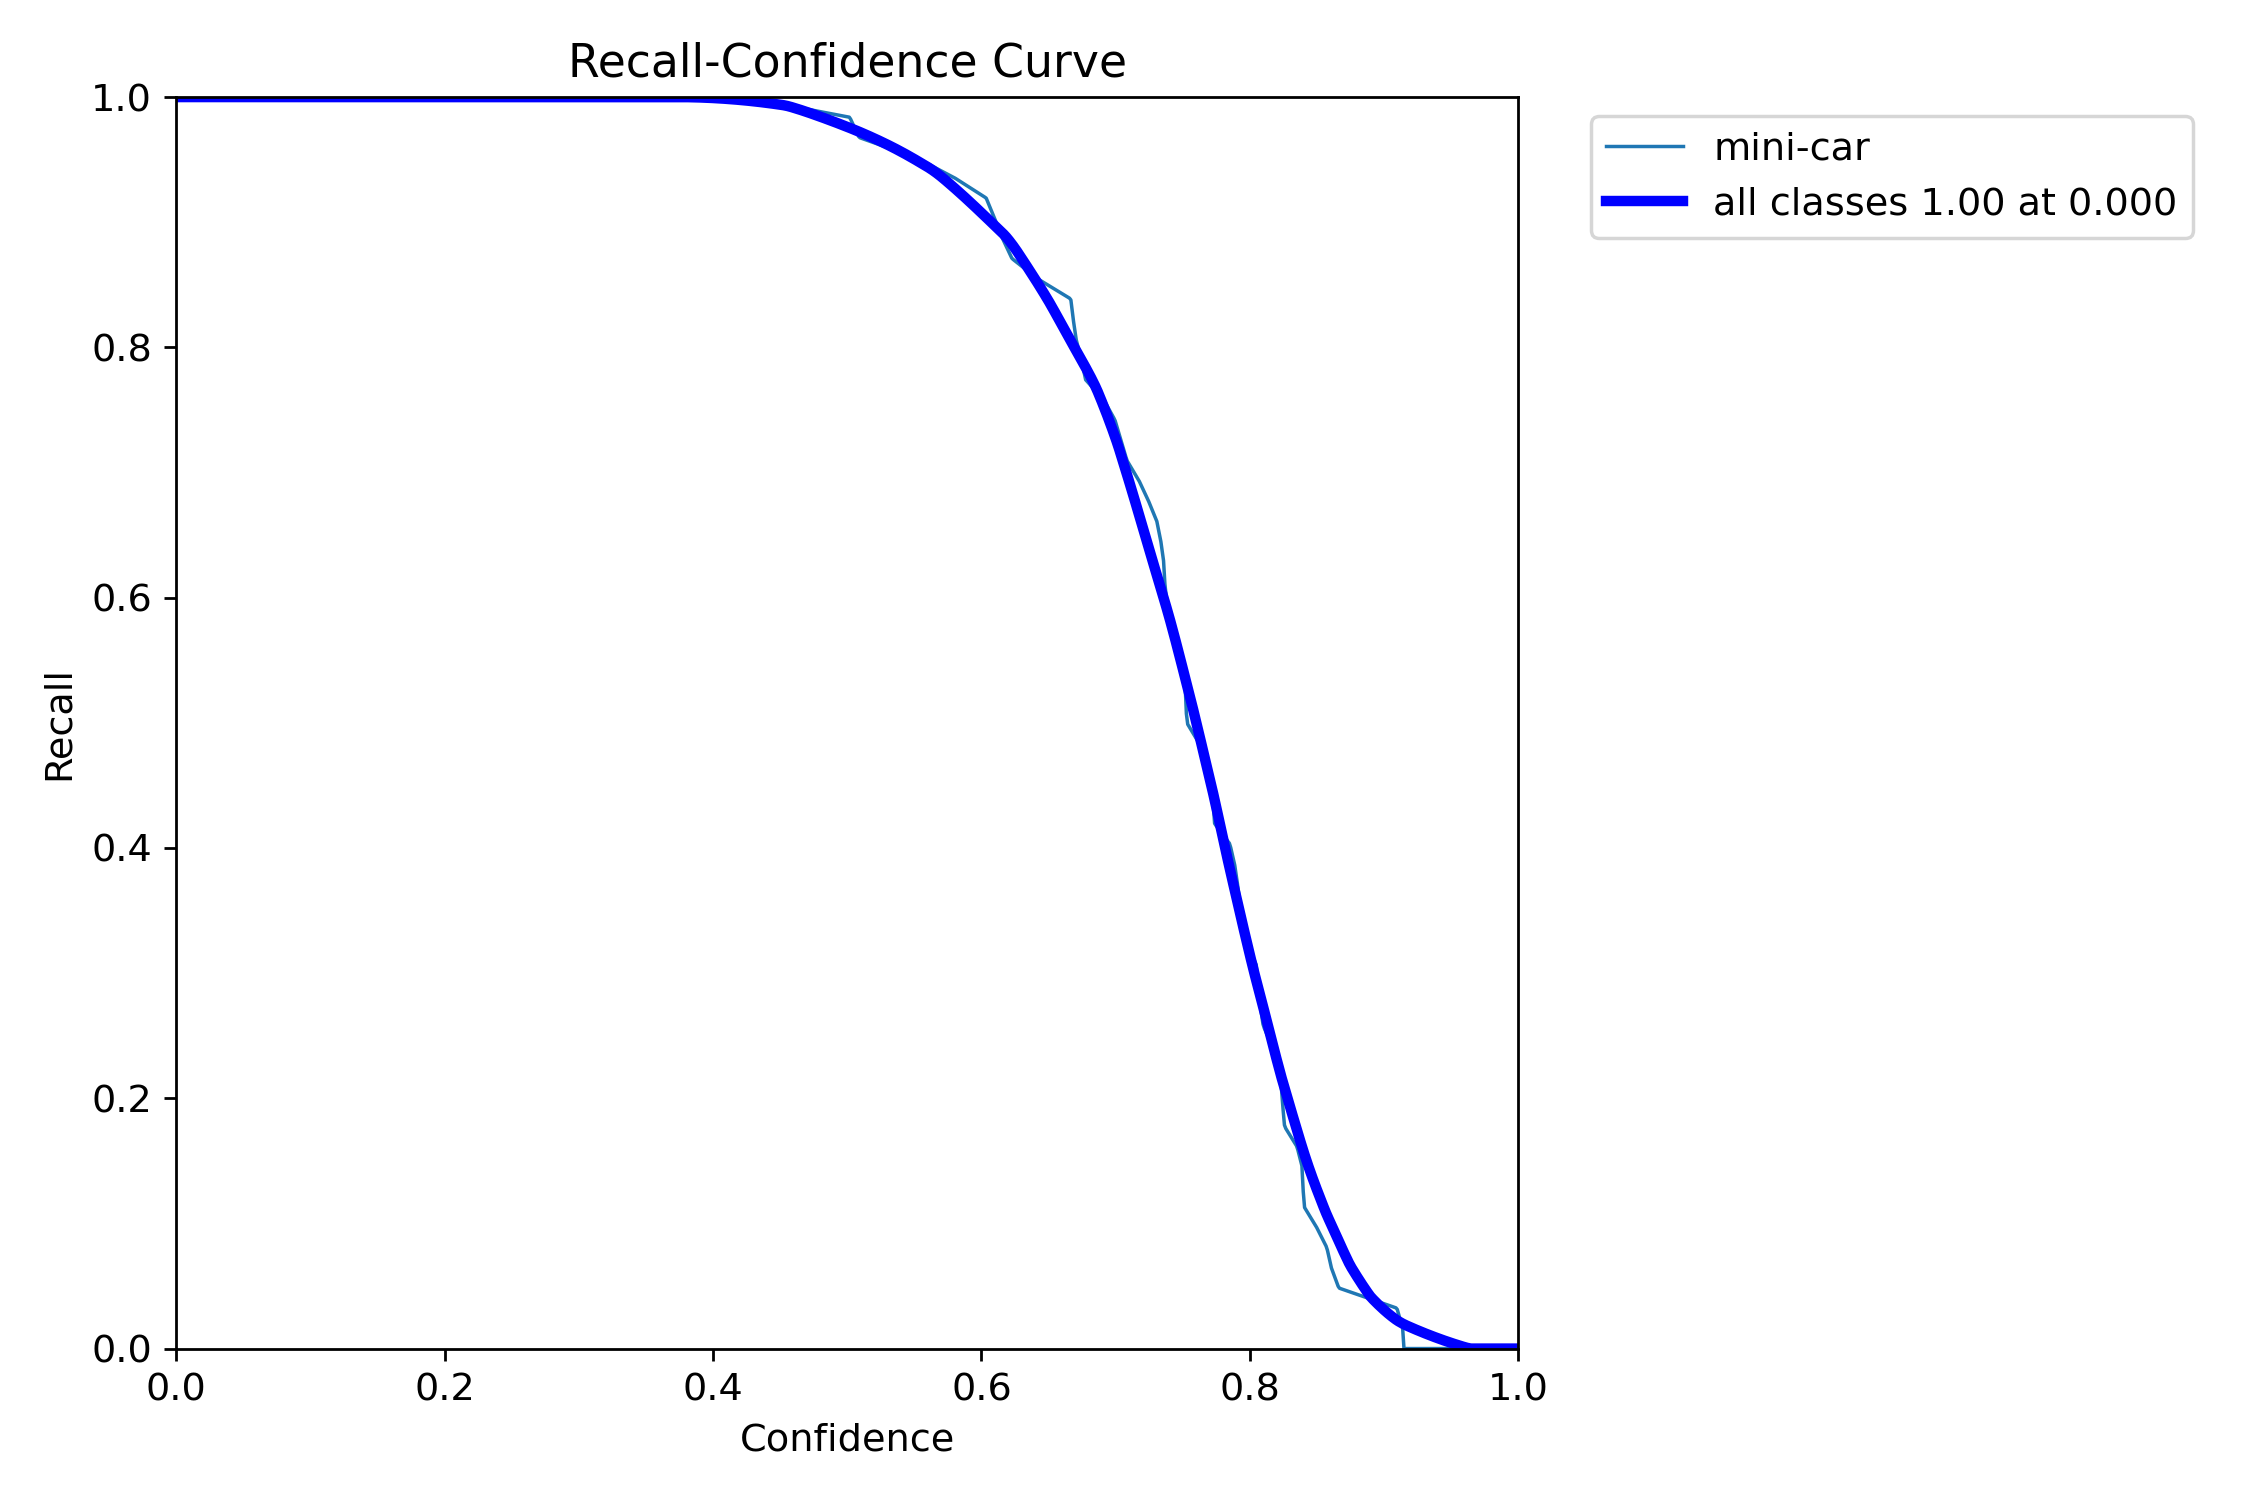 Recall-Confidence Curve
1.0
0.8
0.6
0.4
0.2
0.0
Recall
0.0 0.2 0.4 0.6 0.8 1.0
Confidence
mini-car
all classes 1.00 at 0.000